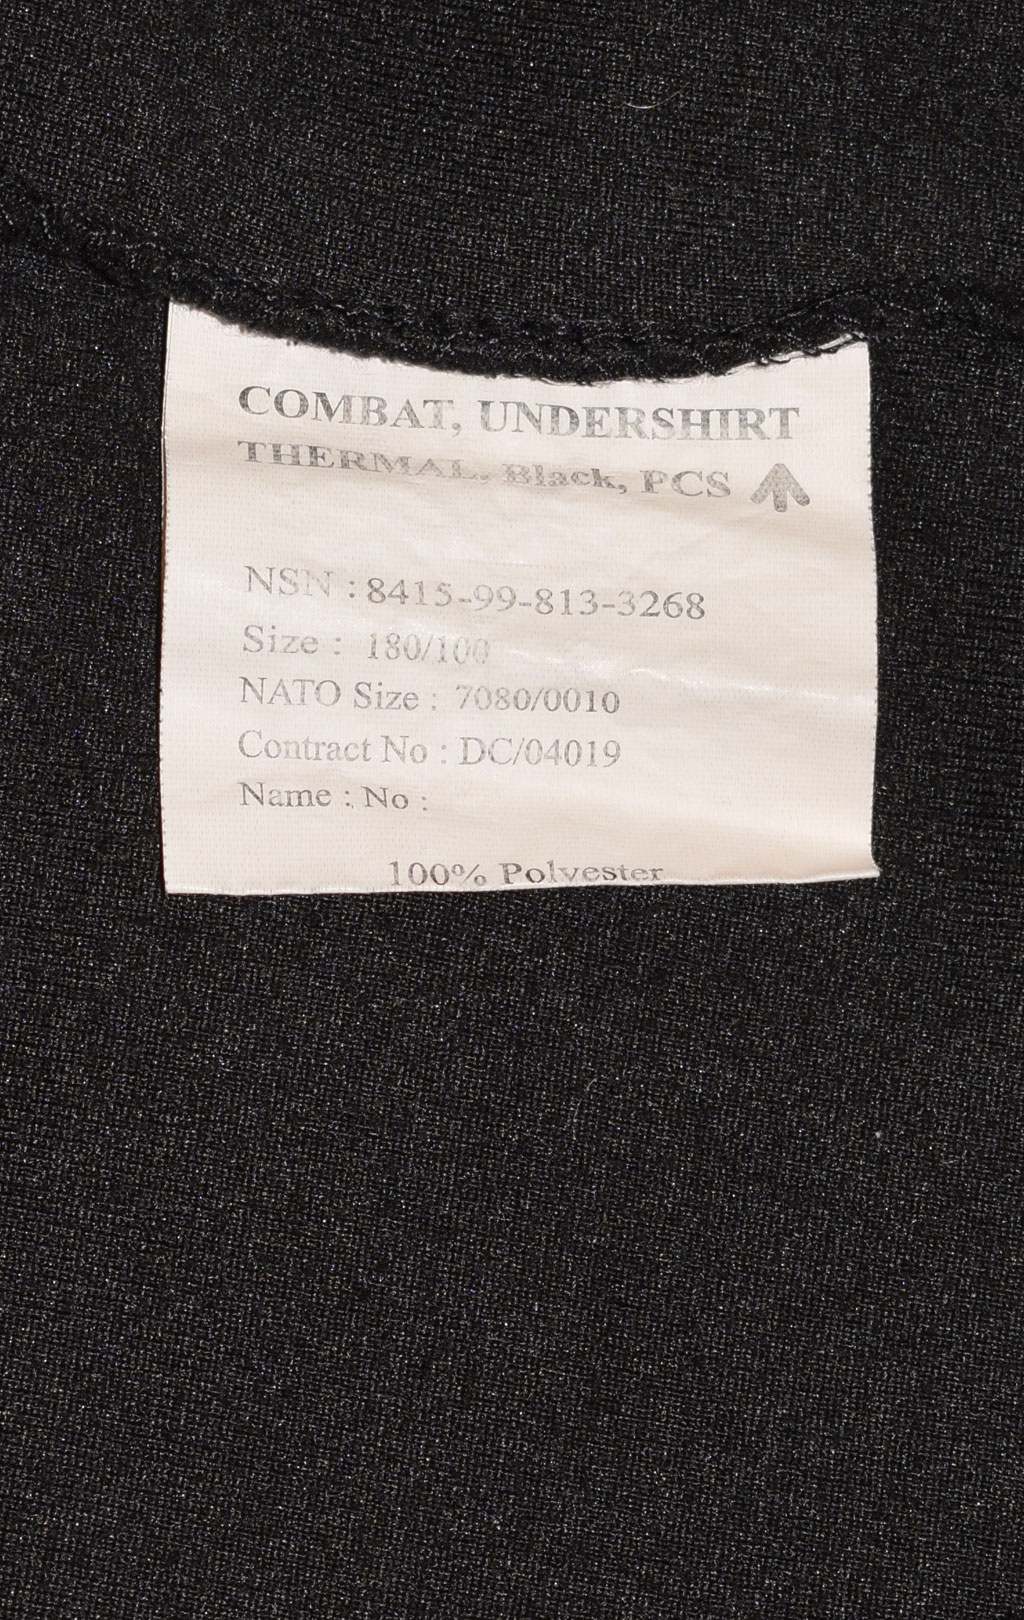 COMBAT, UNDERSHIRT
THERMAL, Black, PCS
NSN : 8415-99-813-3268
Size : 180/100
NATO Size : 7080/0010
Contract No : DC/04019
Name : No :
100% Polyester